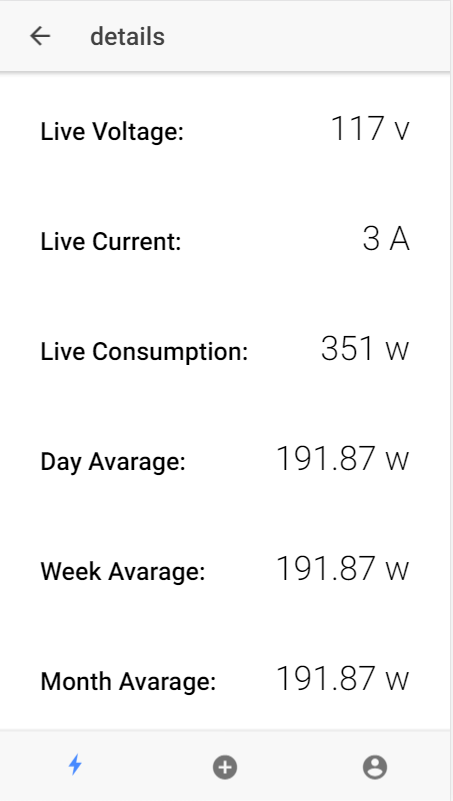 details
Live Voltage: 117 v
Live Current: 3 A
Live Consumption: 351 w
Day Avarage: 191.87 w
Week Avarage: 191.87 w
Month Avarage: 191.87 w